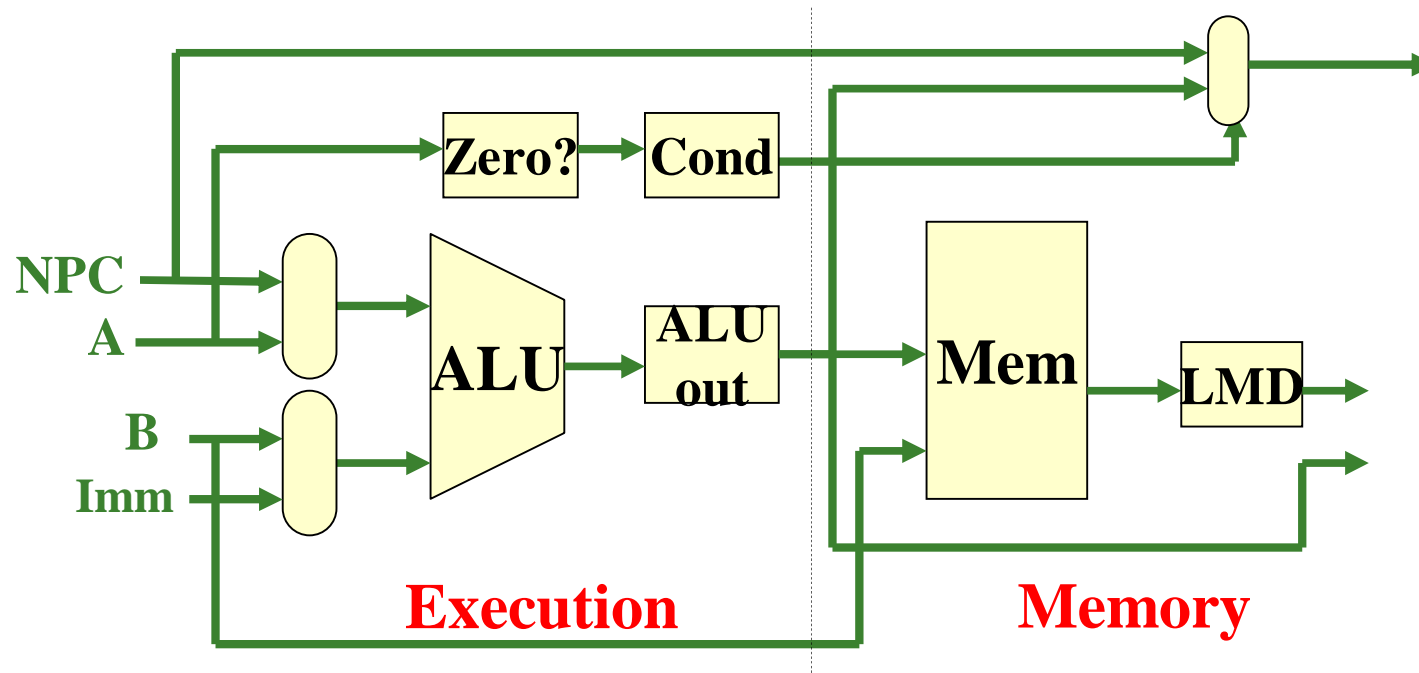 Zero?
Cond
NPC
A
B
Imm
ALU
ALU
out
Mem
LMD
Execution
Memory